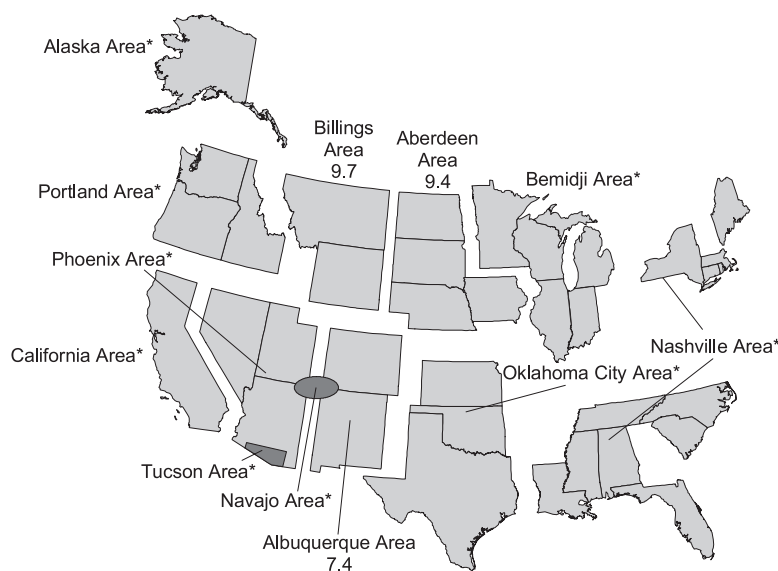 Alaska Area*
Billings
Area
9.7
Aberdeen
Area
9.4
Bemidji Area*
Portland Area*
Phoenix Area*
California Area*
Nashville Area*
Oklahoma City Area*
Tucson Area*
Navajo Area*
Albuquerque Area
7.4